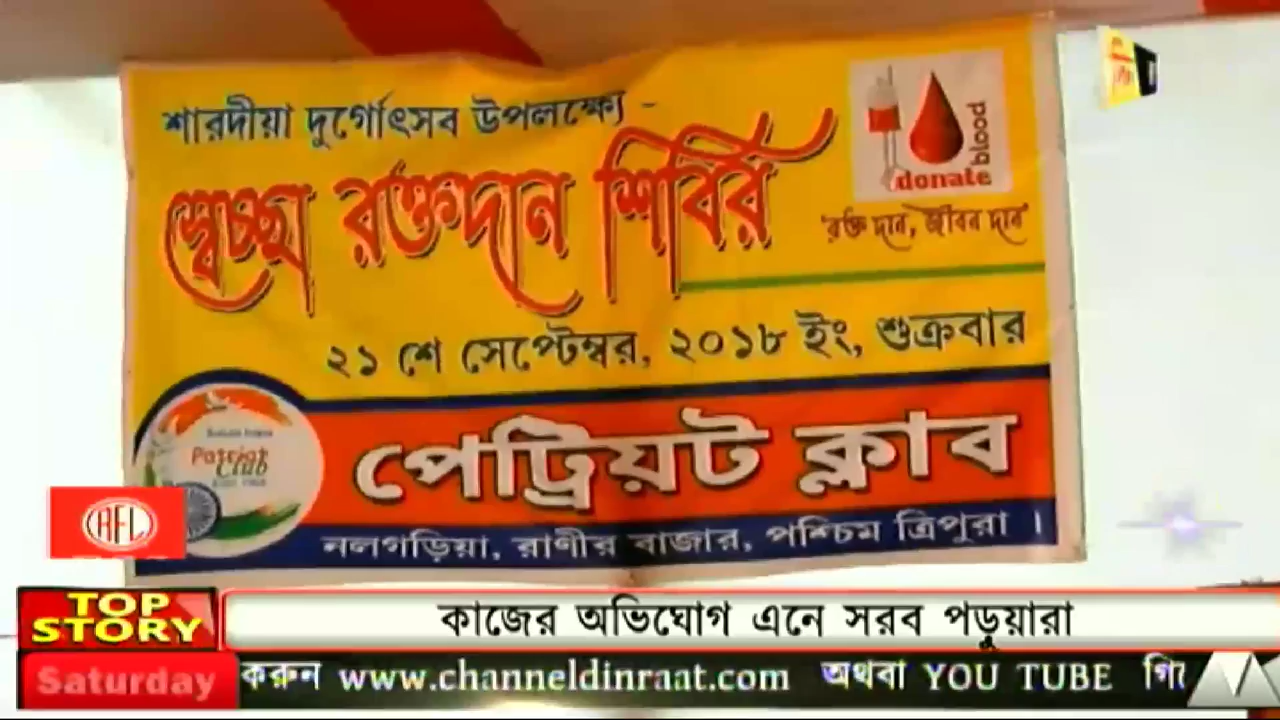 শারদীয়া দুর্গোৎসব উপলক্ষ্যে -
স্বেচ্ছা রক্তদান শিবির
donate blood
'রক্ত দান, জীবন দান'
২১ শে সেপ্টেম্বর, ২০১৮ ইং, শুক্রবার
Patriot Club
পেট্রিয়ট ক্লাব
নলগড়িয়া, রাণীর বাজার, পশ্চিম ত্রিপুরা ।
AFL
TOP STORY
কাজের অভিযোগ এনে সরব পড়ুয়ারা
Saturday
করুন www.channeldinraat.com অথবা YOU TUBE